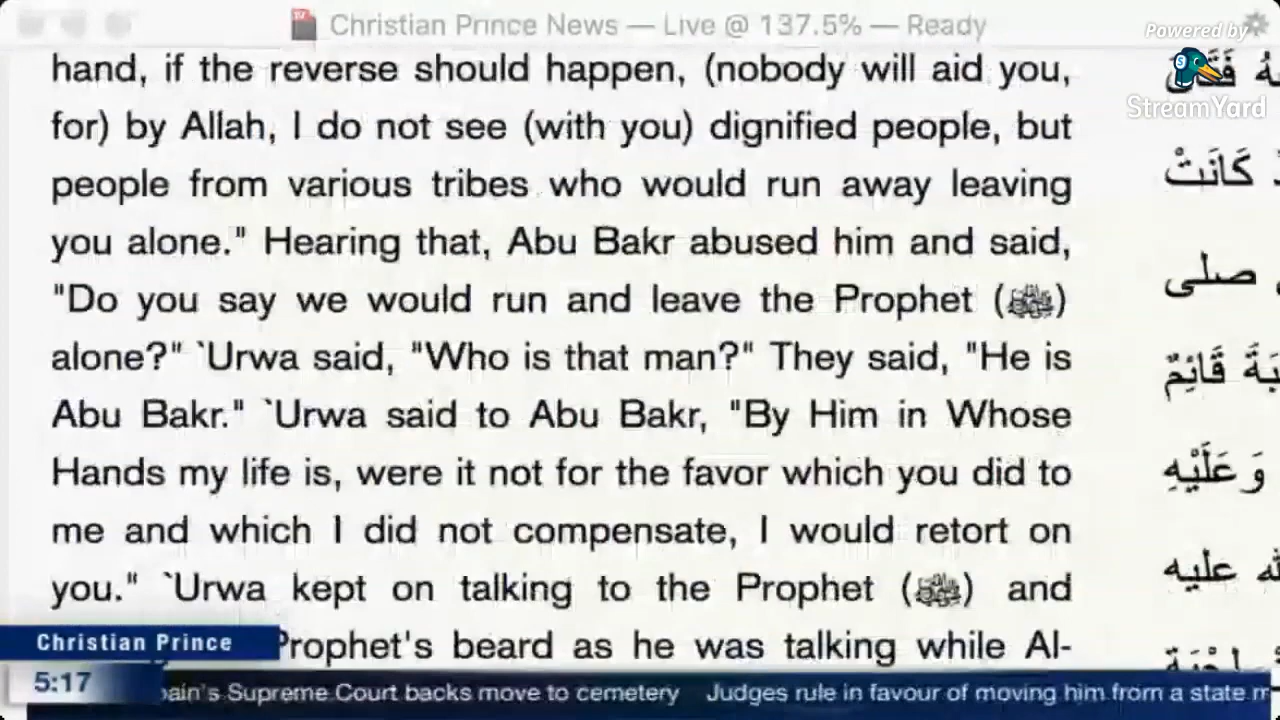 Christian Prince News — Live @ 137.5% — Ready
Powered by
StreamYard
hand, if the reverse should happen, (nobody will aid you,
for) by Allah, I do not see (with you) dignified people, but
people from various tribes who would run away leaving
you alone." Hearing that, Abu Bakr abused him and said,
"Do you say we would run and leave the Prophet (ﷺ)
alone?" `Urwa said, "Who is that man?" They said, "He is
Abu Bakr." `Urwa said to Abu Bakr, "By Him in Whose
Hands my life is, were it not for the favor which you did to
me and which I did not compensate, I would retort on
you." `Urwa kept on talking to the Prophet (ﷺ) and
Prophet's beard as he was talking while Al-
كَانَتْ
صلى
قَائِمٌ
وَعَلَيْهِ
عليه
Christian Prince
5:17
ain's Supreme Court backs move to cemetery Judges rule in favour of moving him from a state m